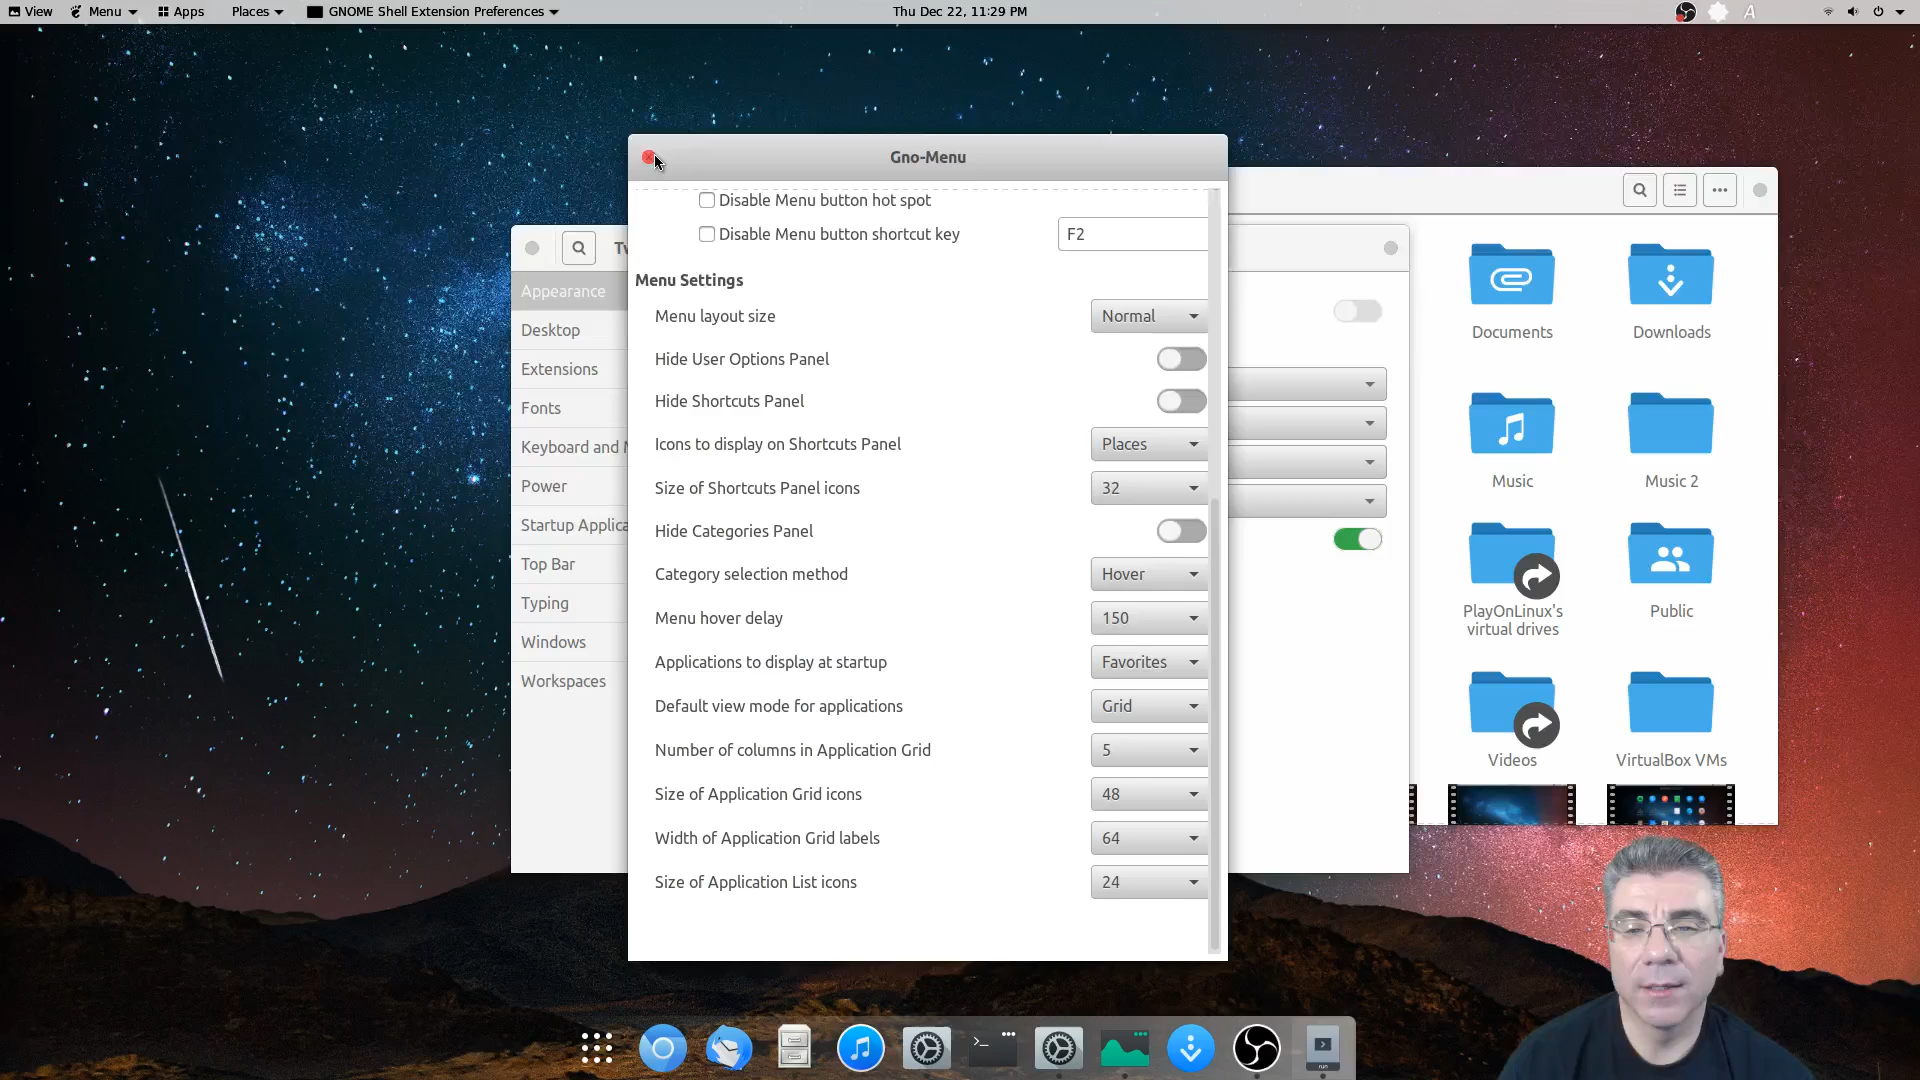 View Menu Apps Places GNOME Shell Extension Preferences Thu Dec 22, 11:29 PM
Gno-Menu
Disable Menu button hot spot
Disable Menu button shortcut key F2
Menu Settings
Menu layout size Normal
Hide User Options Panel
Hide Shortcuts Panel
Icons to display on Shortcuts Panel Places
Size of Shortcuts Panel icons 32
Hide Categories Panel
Category selection method Hover
Menu hover delay 150
Applications to display at startup Favorites
Default view mode for applications Grid
Number of columns in Application Grid 5
Size of Application Grid icons 48
Width of Application Grid labels 64
Size of Application List icons 24
Tw
Appearance
Desktop
Extensions
Fonts
Keyboard and
Power
Startup Applica
Top Bar
Typing
Windows
Workspaces
Documents Downloads
Music Music 2
PlayOnLinux's
virtual drives
Public
Videos VirtualBox VMs